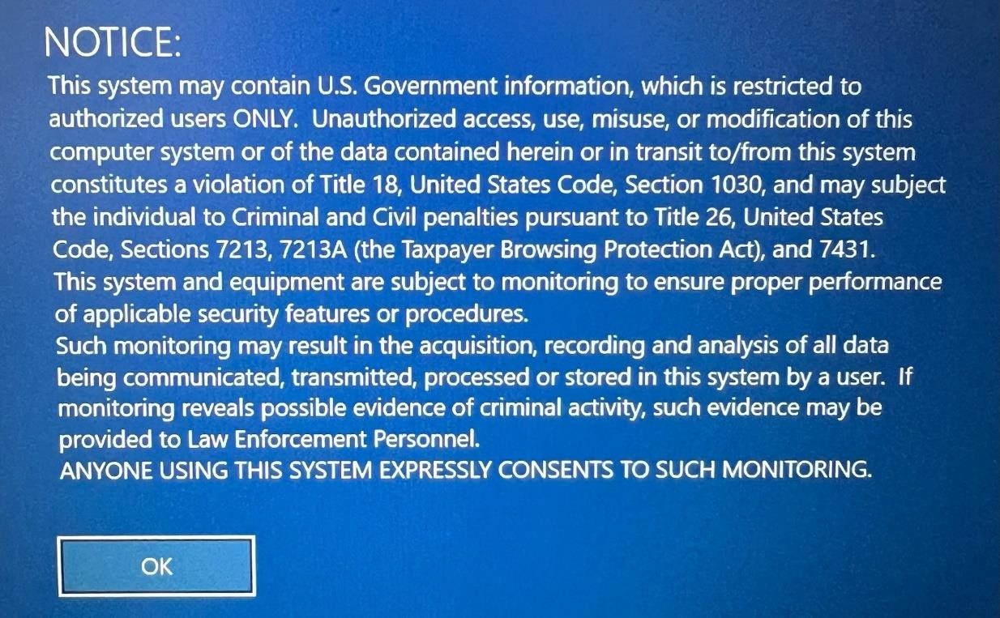 NOTICE:
This system may contain U.S. Government information, which is restricted to
authorized users ONLY.  Unauthorized access, use, misuse, or modification of this
computer system or of the data contained herein or in transit to/from this system
constitutes a violation of Title 18, United States Code, Section 1030, and may subject
the individual to Criminal and Civil penalties pursuant to Title 26, United States
Code, Sections 7213, 7213A (the Taxpayer Browsing Protection Act), and 7431.
This system and equipment are subject to monitoring to ensure proper performance
of applicable security features or procedures.
Such monitoring may result in the acquisition, recording and analysis of all data
being communicated, transmitted, processed or stored in this system by a user.  If
monitoring reveals possible evidence of criminal activity, such evidence may be
provided to Law Enforcement Personnel.
ANYONE USING THIS SYSTEM EXPRESSLY CONSENTS TO SUCH MONITORING.
OK